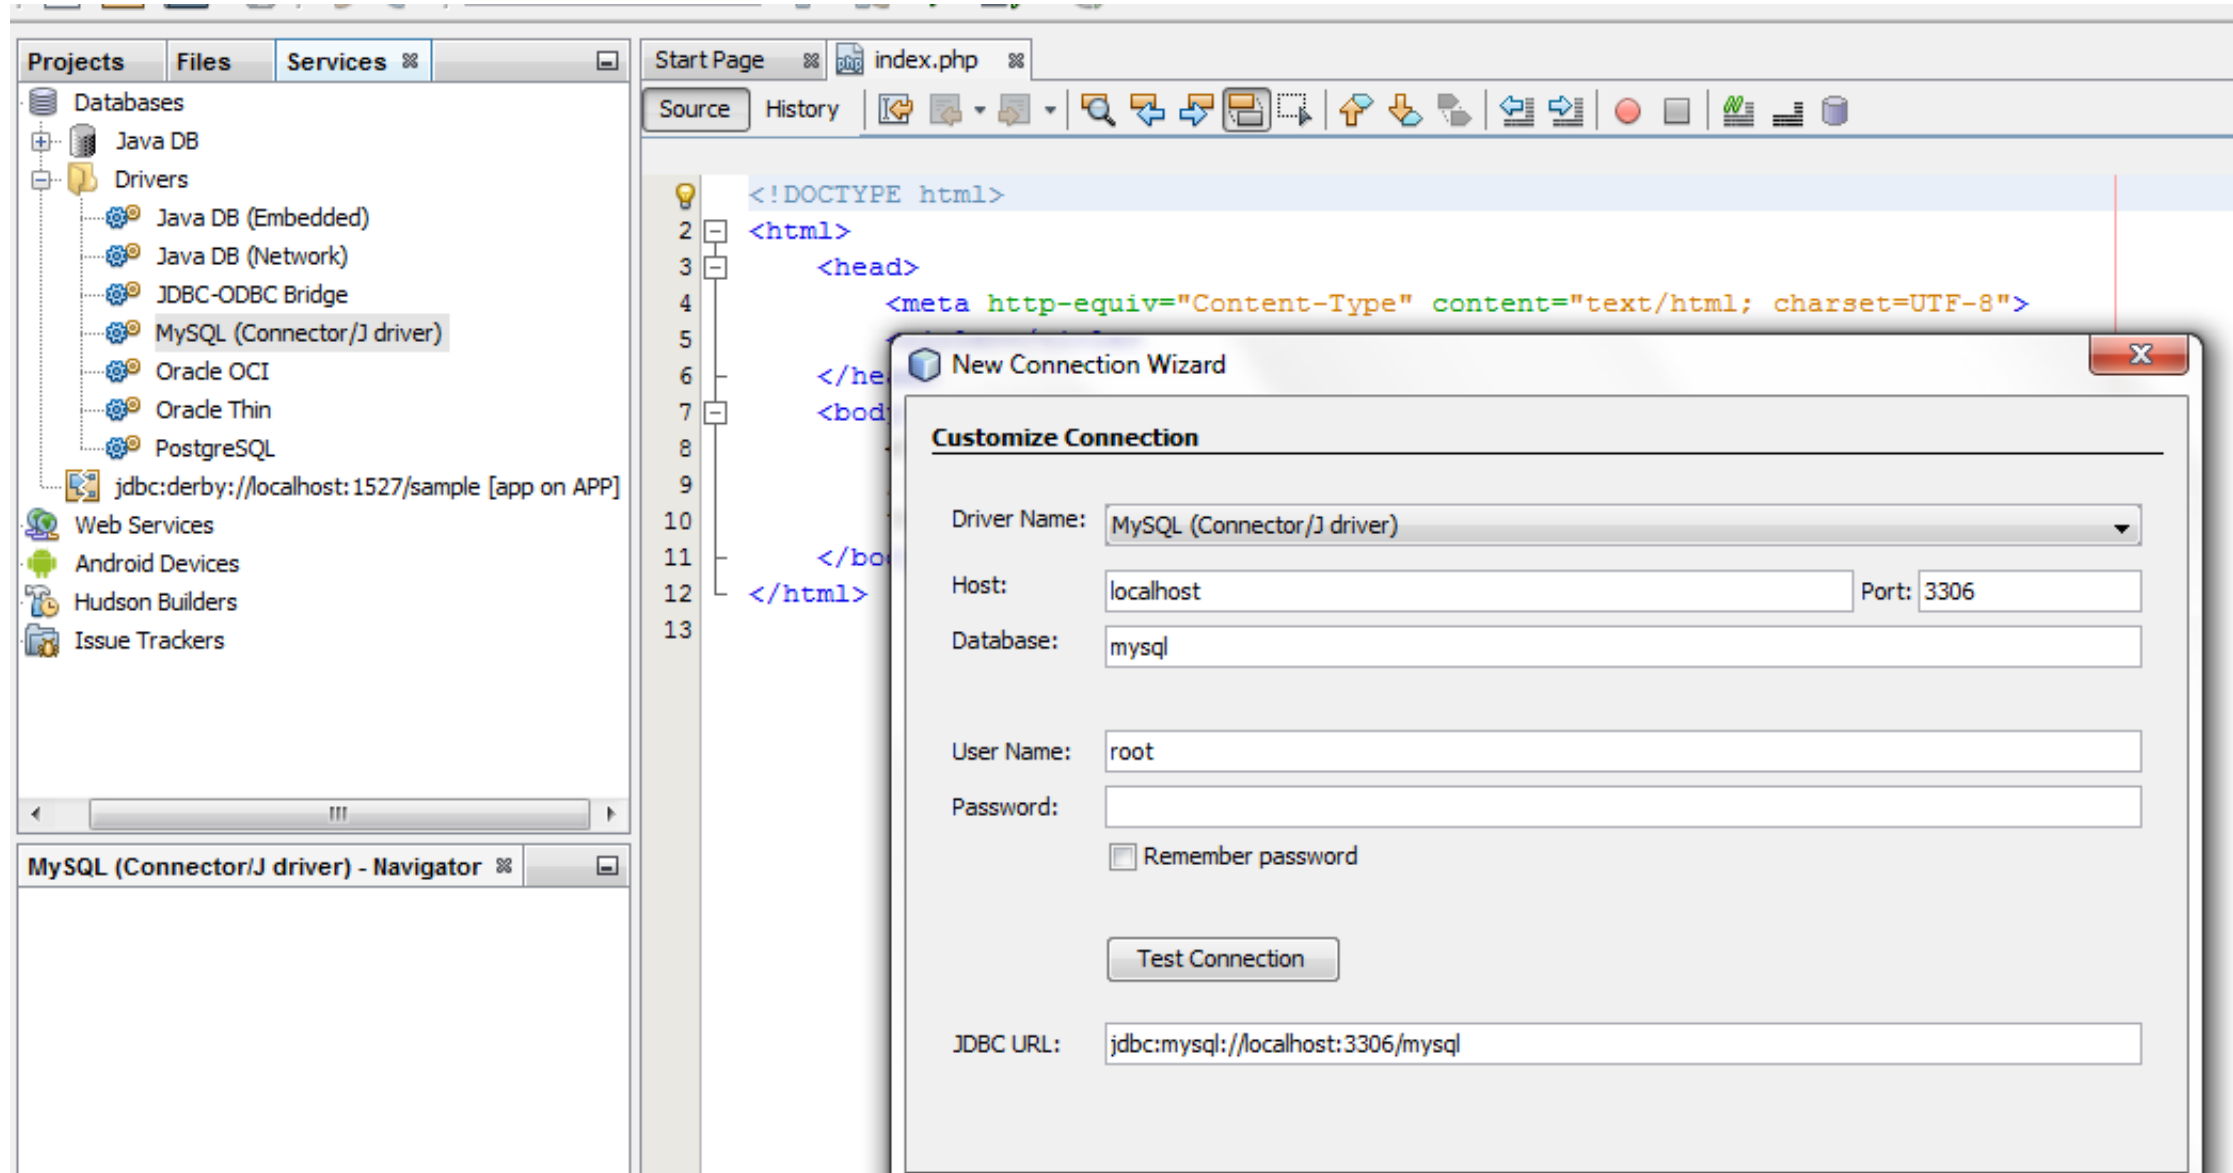 Projects Files Services
Databases
Java DB
Drivers
Java DB (Embedded)
Java DB (Network)
JDBC-ODBC Bridge
MySQL (Connector/J driver)
Oracle OCI
Oracle Thin
PostgreSQL
jdbc:derby://localhost:1527/sample [app on APP]
Web Services
Android Devices
Hudson Builders
Issue Trackers
MySQL (Connector/J driver) - Navigator
Start Page index.php
Source History
<!DOCTYPE html>
2 <html>
3 <head>
4 <meta http-equiv="Content-Type" content="text/html; charset=UTF-8">
5
6 </hea
7 <body
8
9
10
11 </bo
12 </html>
13
New Connection Wizard
Customize Connection
Driver Name: MySQL (Connector/J driver)
Host: localhost Port: 3306
Database: mysql
User Name: root
Password:
Remember password
Test Connection
JDBC URL: jdbc:mysql://localhost:3306/mysql